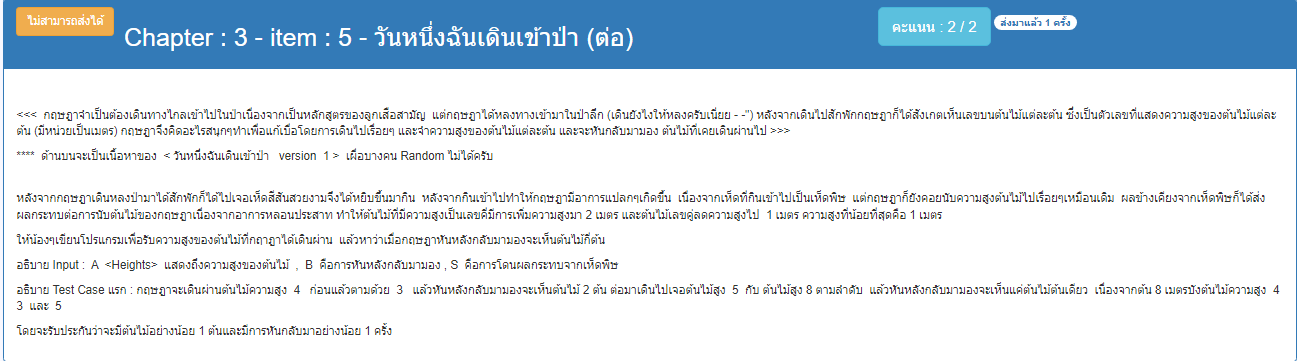 ไม่สามารถส่งได้
Chapter : 3 - item : 5 - วันหนึ่งฉันเดินเข้าป่า (ต่อ)
คะแนน : 2 / 2
ส่งมาแล้ว 1 ครั้ง
<<< กฤษฎาจำเป็นต้องเดินทางไกลเข้าไปในป่าเนื่องจากเป็นหลักสูตรของลูกเสือสามัญ แต่กฤษฎาได้หลงทางเข้ามาในป่าลึก (เดินยังไงให้หลงครับเนี่ยย - -") หลังจากเดินไปสักพักกฤษฎาก็ได้สังเกตเห็นเลขบนต้นไม้แต่ละต้น ซึ่งเป็นตัวเลขที่แสดงความสูงของต้นไม้แต่ละ
ต้น (มีหน่วยเป็นเมตร) กฤษฎาจึงคิดอะไรสนุกๆทำเพื่อแก้เบื่อโดยการเดินไปเรื่อยๆ และจำความสูงของต้นไม้แต่ละต้น และจะหันกลับมามอง ต้นไม้ที่เคยเดินผ่านไป >>>
**** ด้านบนจะเป็นเนื้อหาของ < วันหนึ่งฉันเดินเข้าป่า version 1 > เผื่อบางคน Random ไม่ได้ครับ
หลังจากกฤษฎาเดินหลงป่ามาได้สักพักก็ได้ไปเจอเห็ดสีสันสวยงามจึงได้หยิบขึ้นมากิน หลังจากกินเข้าไปทำให้กฤษฎามีอาการแปลกๆเกิดขึ้น เนื่องจากเห็ดที่กินเข้าไปเป็นเห็ดพิษ แต่กฤษฎาก็ยังคอยนับความสูงต้นไม้ไปเรื่อยๆเหมือนเดิม ผลข้างเคียงจากเห็ดพิษก็ได้ส่ง
ผลกระทบต่อการนับต้นไม้ของกฤษฎาเนื่องจากอาการหลอนประสาท ทำให้ต้นไม้ที่มีความสูงเป็นเลขคี่มีการเพิ่มความสูงมา 2 เมตร และต้นไม้เลขคู่ลดความสูงไป 1 เมตร ความสูงที่น้อยที่สุดคือ 1 เมตร
ให้น้องๆเขียนโปรแกรมเพื่อรับความสูงของต้นไม้ที่กฤาฎาได้เดินผ่าน แล้วหาว่าเมื่อกฤษฎาหันหลังกลับมามองจะเห็นต้นไม้กี่ต้น
อธิบาย Input : A <Heights> แสดงถึงความสูงของต้นไม้ , B คือการหันหลังกลับมามอง , S คือการโดนผลกระทบจากเห็ดพิษ
อธิบาย Test Case แรก : กฤษฎาจะเดินผ่านต้นไม้ความสูง 4 ก่อนแล้วตามด้วย 3 แล้วหันหลังกลับมามองจะเห็นต้นไม้ 2 ต้น ต่อมาเดินไปเจอต้นไม้สูง 5 กับ ต้นไม้สูง 8 ตามลำดับ แล้วหันหลังกลับมามองจะเห็นแค่ต้นไม้ต้นเดียว เนื่องจากต้น 8 เมตรบังต้นไม้ความสูง 4
3 และ 5
โดยจะรับประกันว่าจะมีต้นไม้อย่างน้อย 1 ต้นและมีการหันกลับมาอย่างน้อย 1 ครั้ง